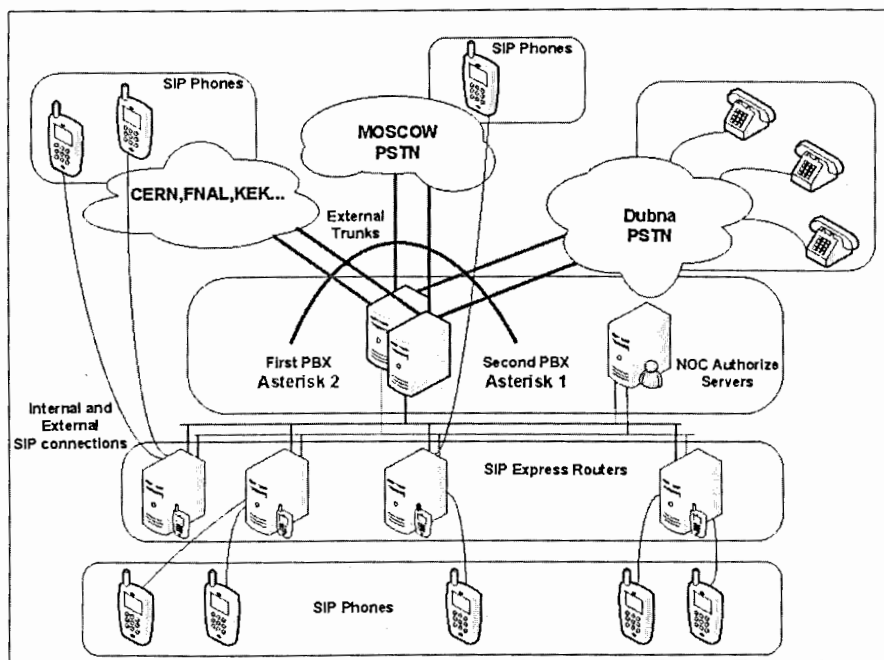 SIP Phones
SIP Phones
MOSCOW
PSTN
CERN,FNAL,KEK...
External
Trunks
Dubna
PSTN
First PBX
Asterisk 2
Second PBX
Asterisk 1
NOC Authorize
Servers
Internal and
External
SIP connections
SIP Express Routers
SIP Phones